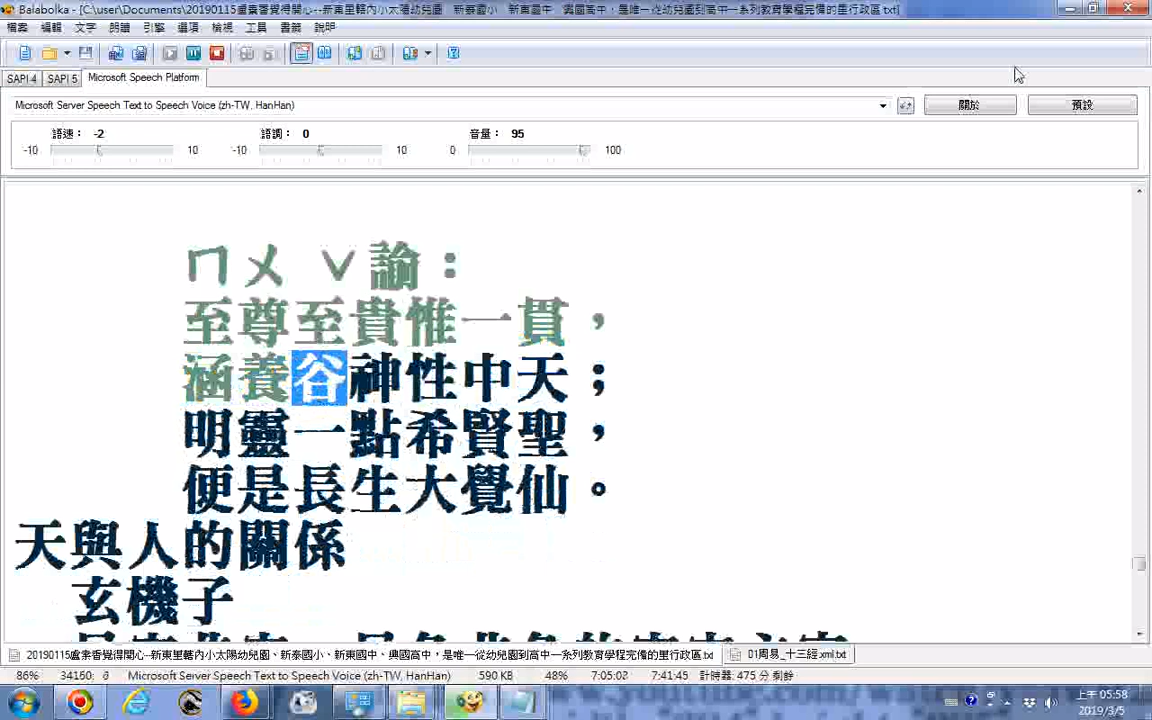 Balabolka - [C:\user\Documents\20190115盧素香覺得開心--新東里轄內小太陽幼兒園、新泰國小、新東國中、興國高中，是唯一從幼兒園到高中一系列教育學程完備的里行政區.txt]
檔案 編輯 文字 朗讀 引擎 選項 檢視 工具 書籤 說明
SAPI 4 SAPI 5 Microsoft Speech Platform
Microsoft Server Speech Text to Speech Voice (zh-TW, HanHan) 關於 預設
語速： -2 語調： 0 音量： 95
-10 10 -10 10 0 100
ㄇㄨ ˇ論：
至尊至貴惟一貫，
涵養谷神性中天；
明靈一點希賢聖，
便是長生大覺仙。
天與人的關係
玄機子
20190115盧素香覺得開心--新東里轄內小太陽幼兒園、新泰國小、新東國中、興國高中，是唯一從幼兒園到高中一系列教育學程完備的里行政區.txt 01周易_十三經.xml.txt
86% 34160: 6 Microsoft Server Speech Text to Speech Voice (zh-TW, HanHan) 590 KB 48% 7:05:02 7:41:45 計時器: 475 分 剩餘
上午 05:58
2019/3/5